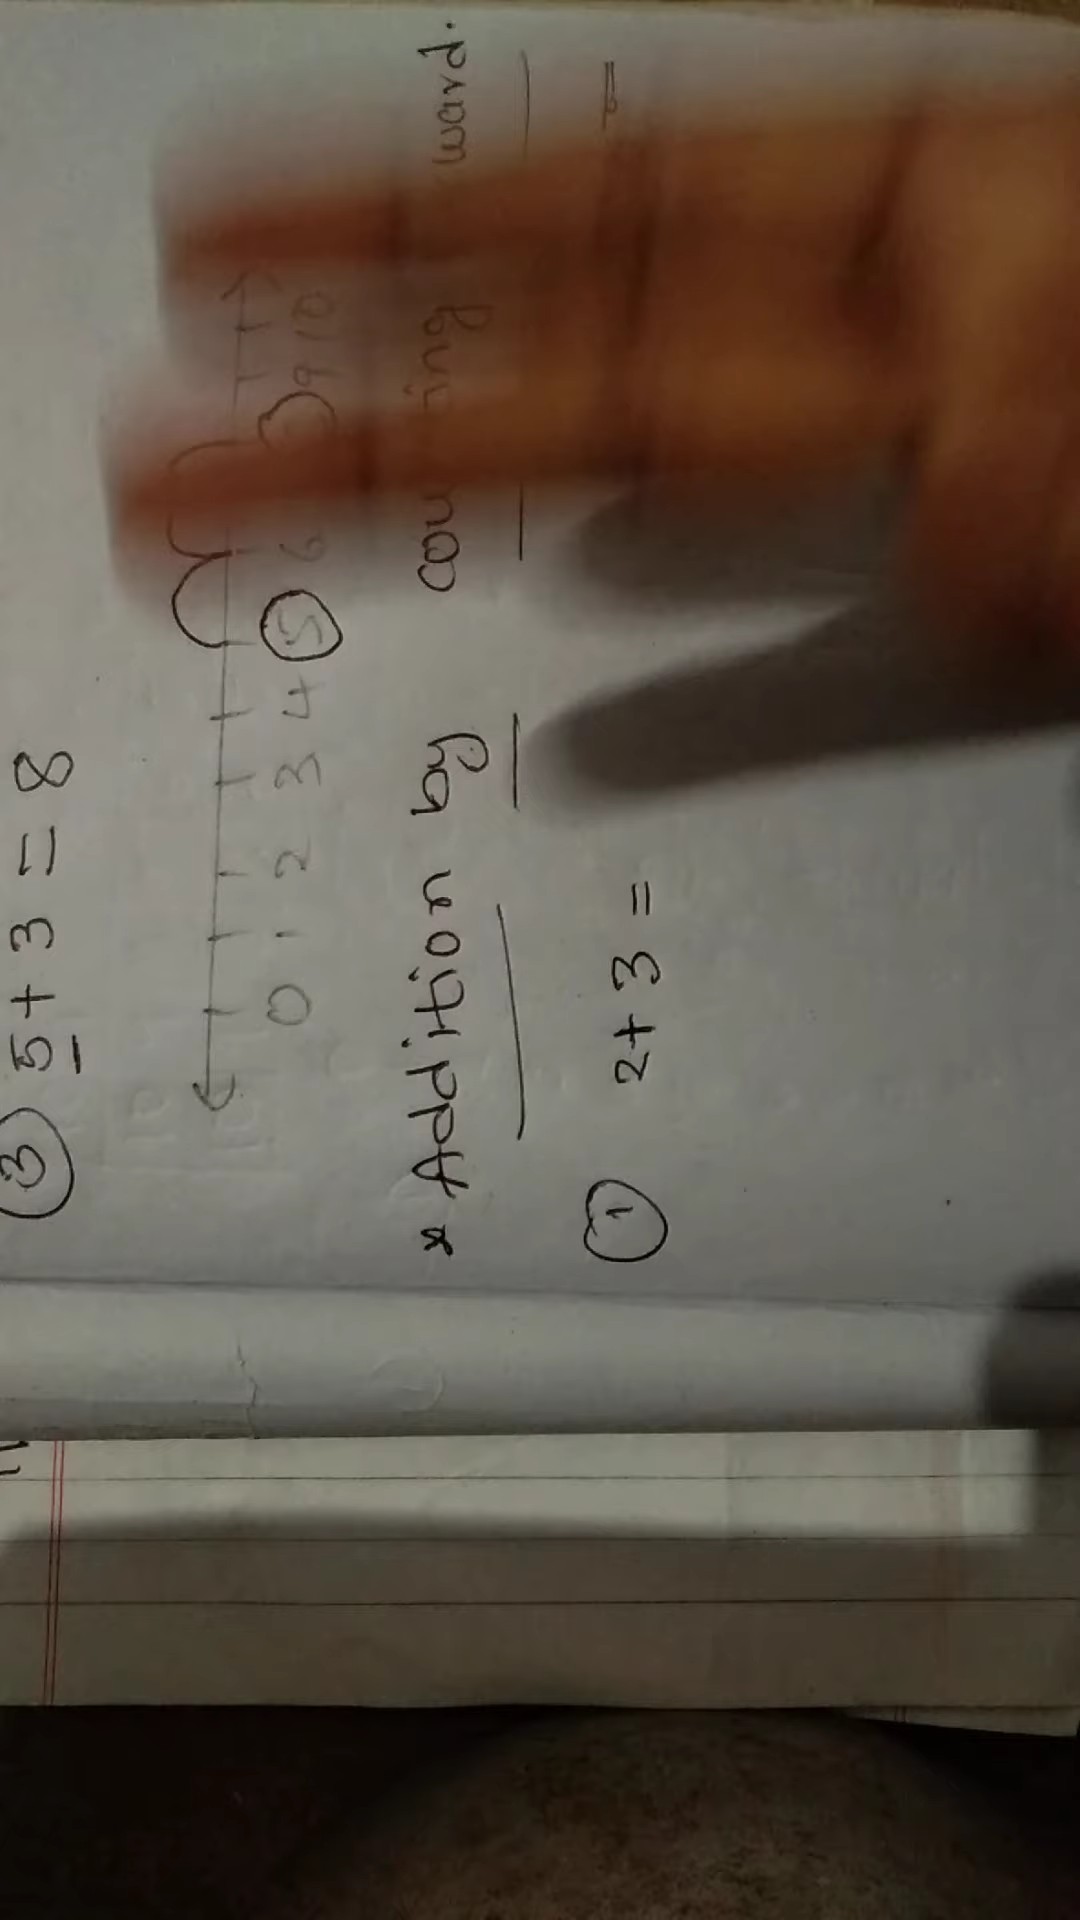 ③ 5 + 3 = 8
0 1 2 3 4 5 6 9 10
* Addition by ward.
① 2 + 3 = =